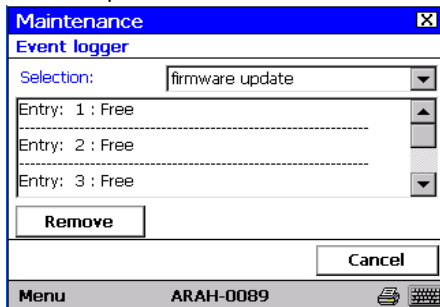 Maintenance
Event logger
Selection: firmware update
Entry: 1 : Free
Entry: 2 : Free
Entry: 3 : Free
Remove
Cancel
Menu ARAH-0089